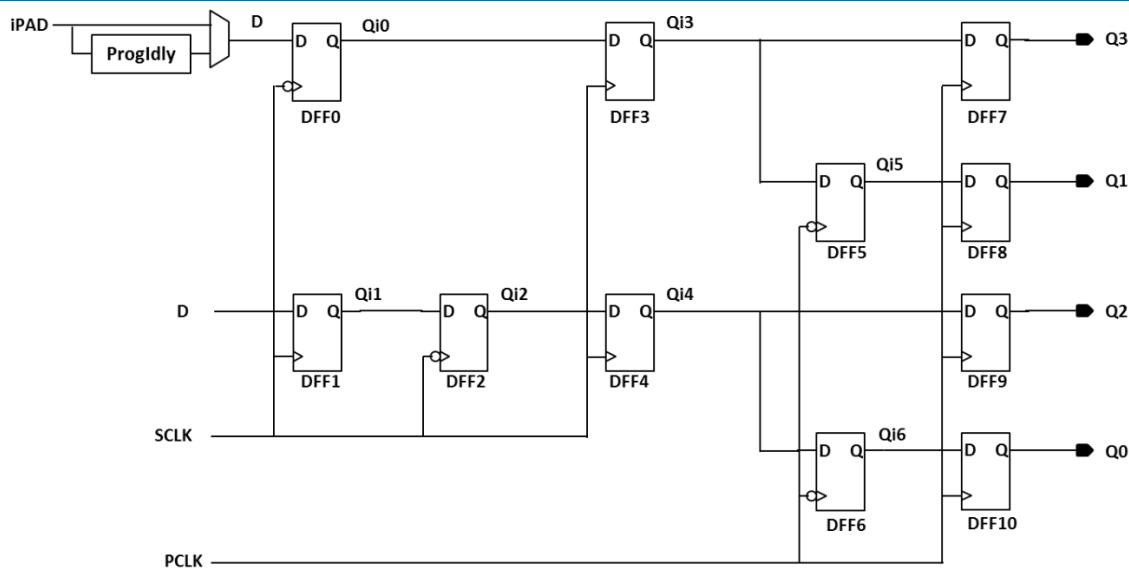 iPAD
D
Qi0
Qi3
Q3
ProgIdly
D Q
D Q
D Q
DFF0
DFF3
DFF7
Qi5
Q1
D Q
D Q
DFF5
DFF8
D
Qi1
Qi2
Qi4
Q2
D Q
D Q
D Q
D Q
DFF1
DFF2
DFF4
DFF9
SCLK
Qi6
Q0
D Q
D Q
DFF6
DFF10
PCLK